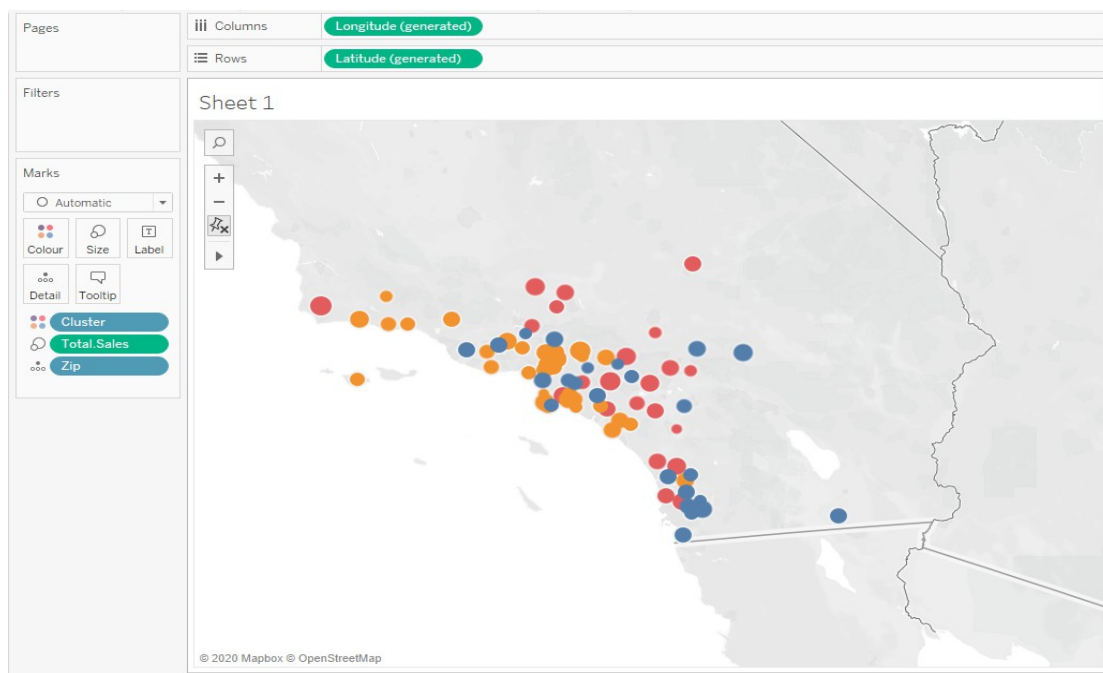 Pages
Columns
Longitude (generated)
Rows
Latitude (generated)
Filters
Sheet 1
Marks
Automatic
Colour
Size
T
Label
Detail
Tooltip
Cluster
Total.Sales
Zip
© 2020 Mapbox © OpenStreetMap